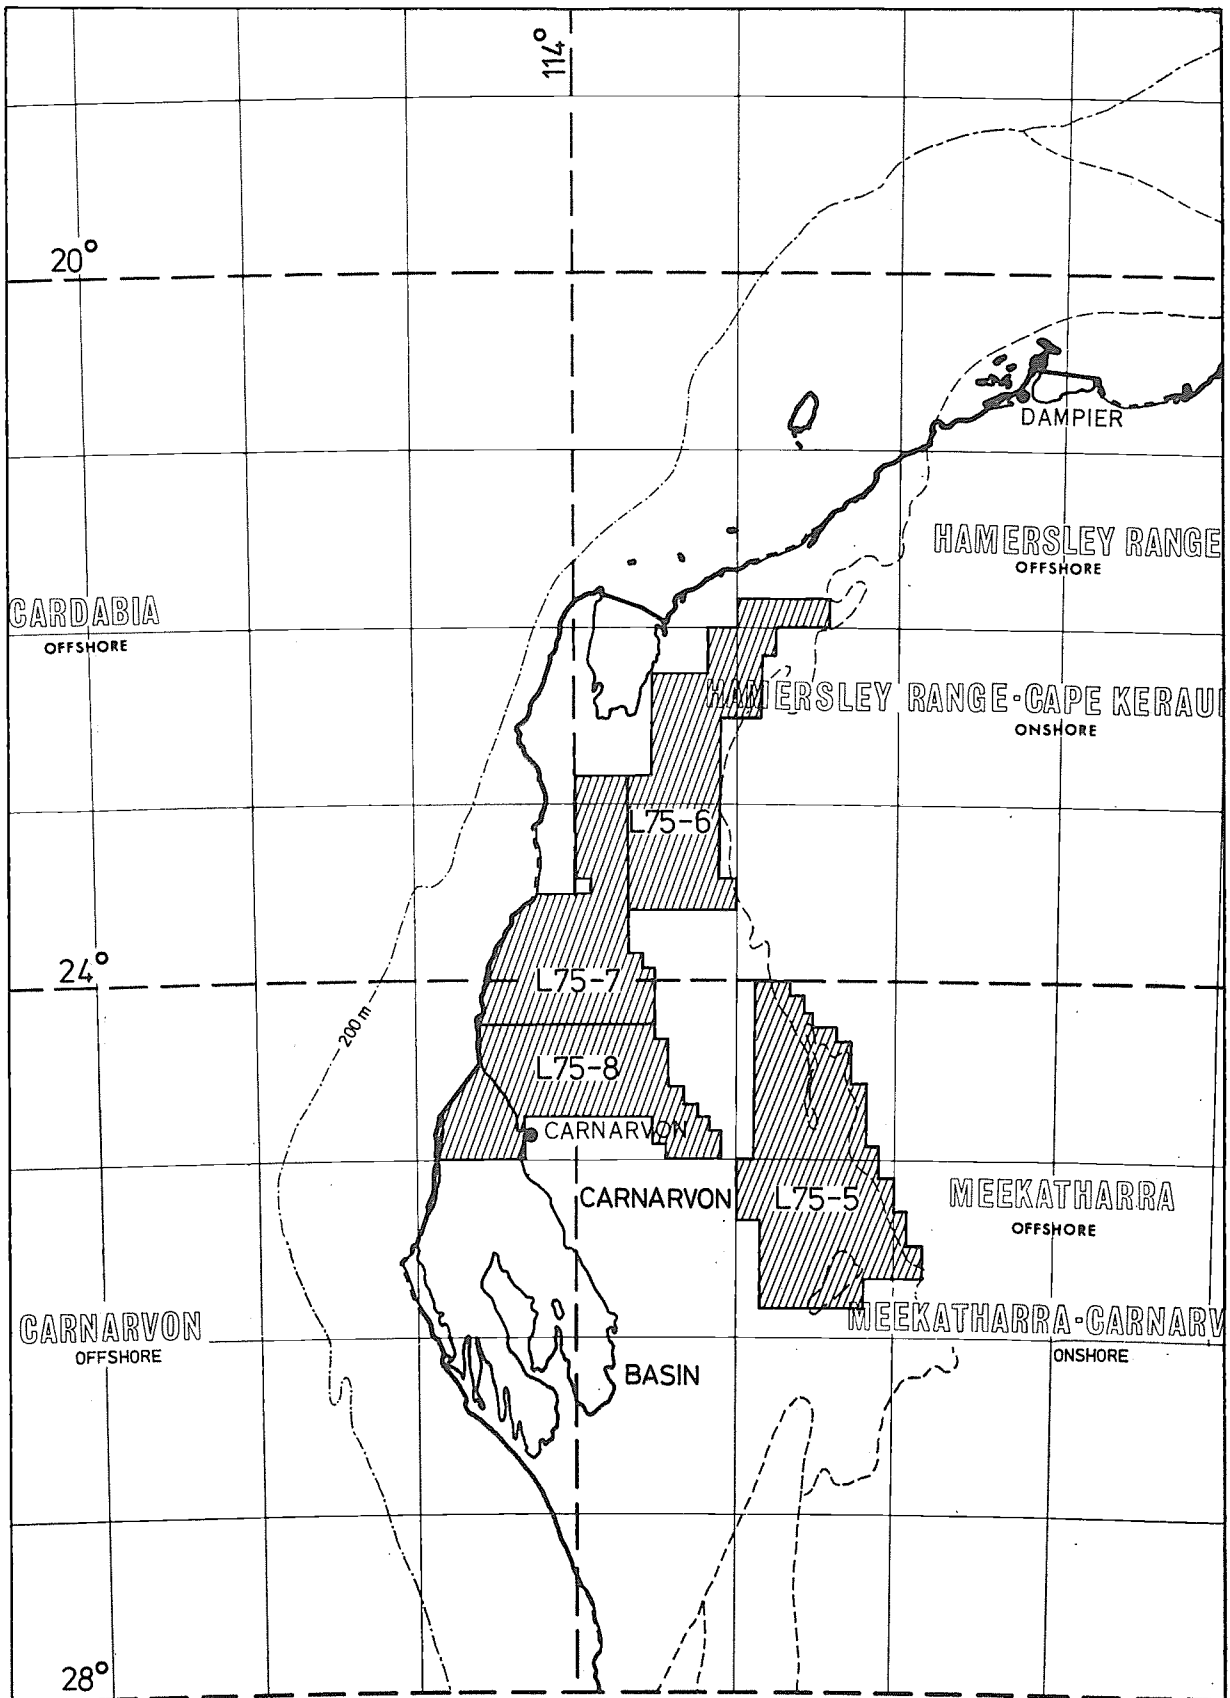 114°
20°
DAMPIER
HAMERSLEY RANGE
OFFSHORE
CARDABIA
OFFSHORE
HAMERSLEY RANGE-CAPE KERAU
ONSHORE
L75-6
24°
L75-7
200 m
L75-8
CARNARVON
CARNARVON
L75-5
MEEKATHARRA
OFFSHORE
CARNARVON
OFFSHORE
MEEKATHARRA-CARNARV
ONSHORE
BASIN
28°